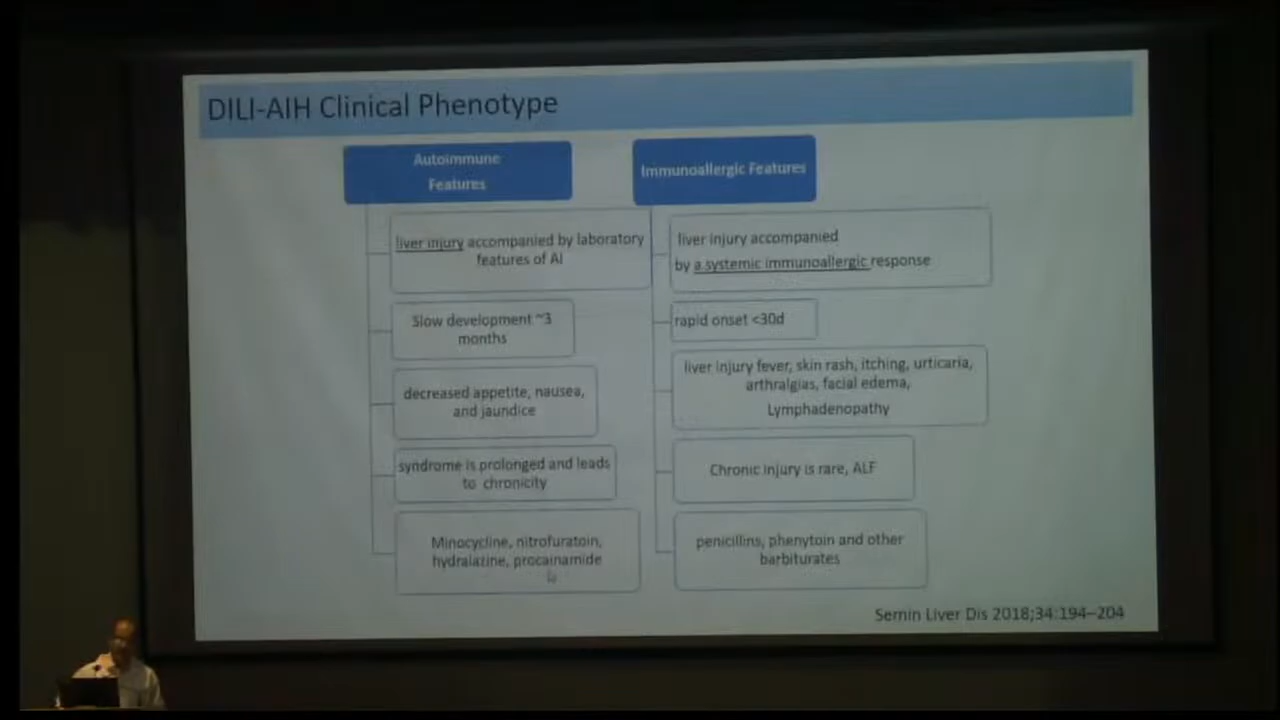 DILI-AIH Clinical Phenotype
Autoimmune
Features
liver injury accompanied by laboratory
features of AI
Slow development ~3
months
decreased appetite, nausea,
and jaundice
syndrome is prolonged and leads
to chronicity
Minocycline, nitrofuratoin,
hydralazine, procainamide
Immunoallergic Features
liver injury accompanied
by a systemic immunoallergic response
rapid onset <30d
liver injury fever, skin rash, itching, urticaria,
arthralgias, facial edema,
Lymphadenopathy
Chronic injury is rare, ALF
penicillins, phenytoin and other
barbiturates
Semin Liver Dis 2018;34:194–204